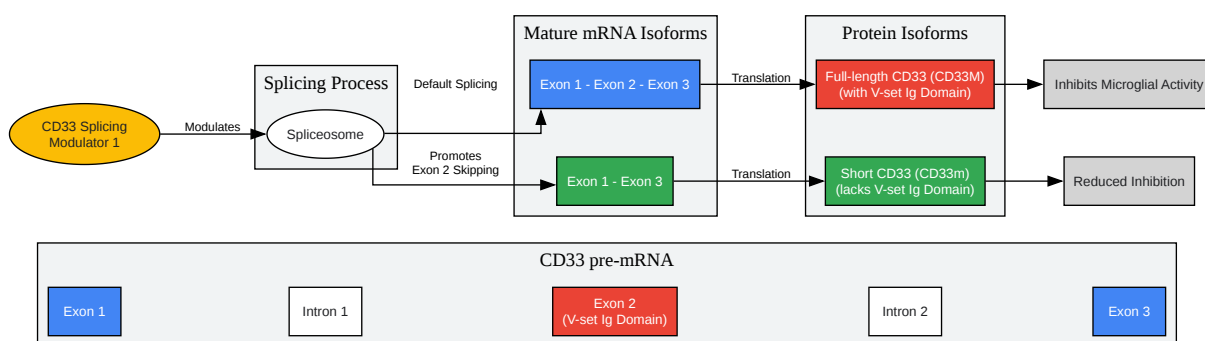 Mature mRNA Isoforms
Protein Isoforms
Splicing Process
Default Splicing
Exon 1 - Exon 2 - Exon 3
Translation
Full-length CD33 (CD33M)
(with V-set Ig Domain)
Inhibits Microglial Activity
CD33 Splicing
Modulator 1
Modulates
Spliceosome
Promotes
Exon 2 Skipping
Exon 1 - Exon 3
Translation
Short CD33 (CD33m)
(lacks V-set Ig Domain)
Reduced Inhibition
CD33 pre-mRNA
Exon 1
Intron 1
Exon 2
(V-set Ig Domain)
Intron 2
Exon 3